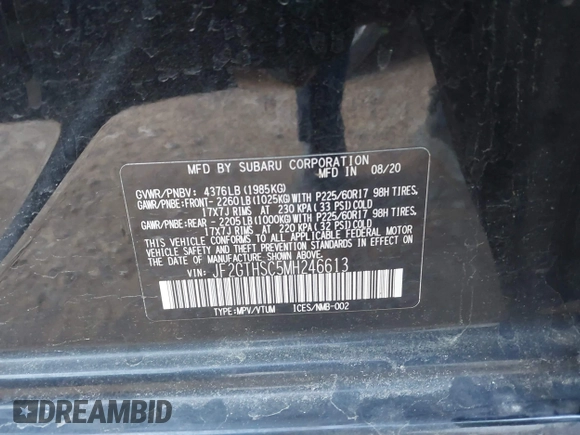 MFD BY SUBARU CORPORATION
MFD IN 08/20
GVWR/PNBV: 4376LB(1985KG)
GAWR/PNBE:FRONT- 2260LB(1025KG)WITH P225/60R17 98H TIRES,
17X7J RIMS AT 230 KPA(33 PSI)COLD
GAWR/PNBE:REAR - 2205LB(1000KG)WITH P225/60R17 98H TIRES,
17X7J RIMS AT 220 KPA(32 PSI)COLD
THIS VEHICLE CONFORMS TO ALL APPLICABLE FEDERAL MOTOR
VEHICLE SAFETY AND BUMPER STANDARDS IN EFFECT ON THE
DATE OF MANUFACTURE SHOWN ABOVE.
VIN: JF2GTHSC5MH246613
TYPE:MPV/VTUM ICES/NMB-002
DREAMBID